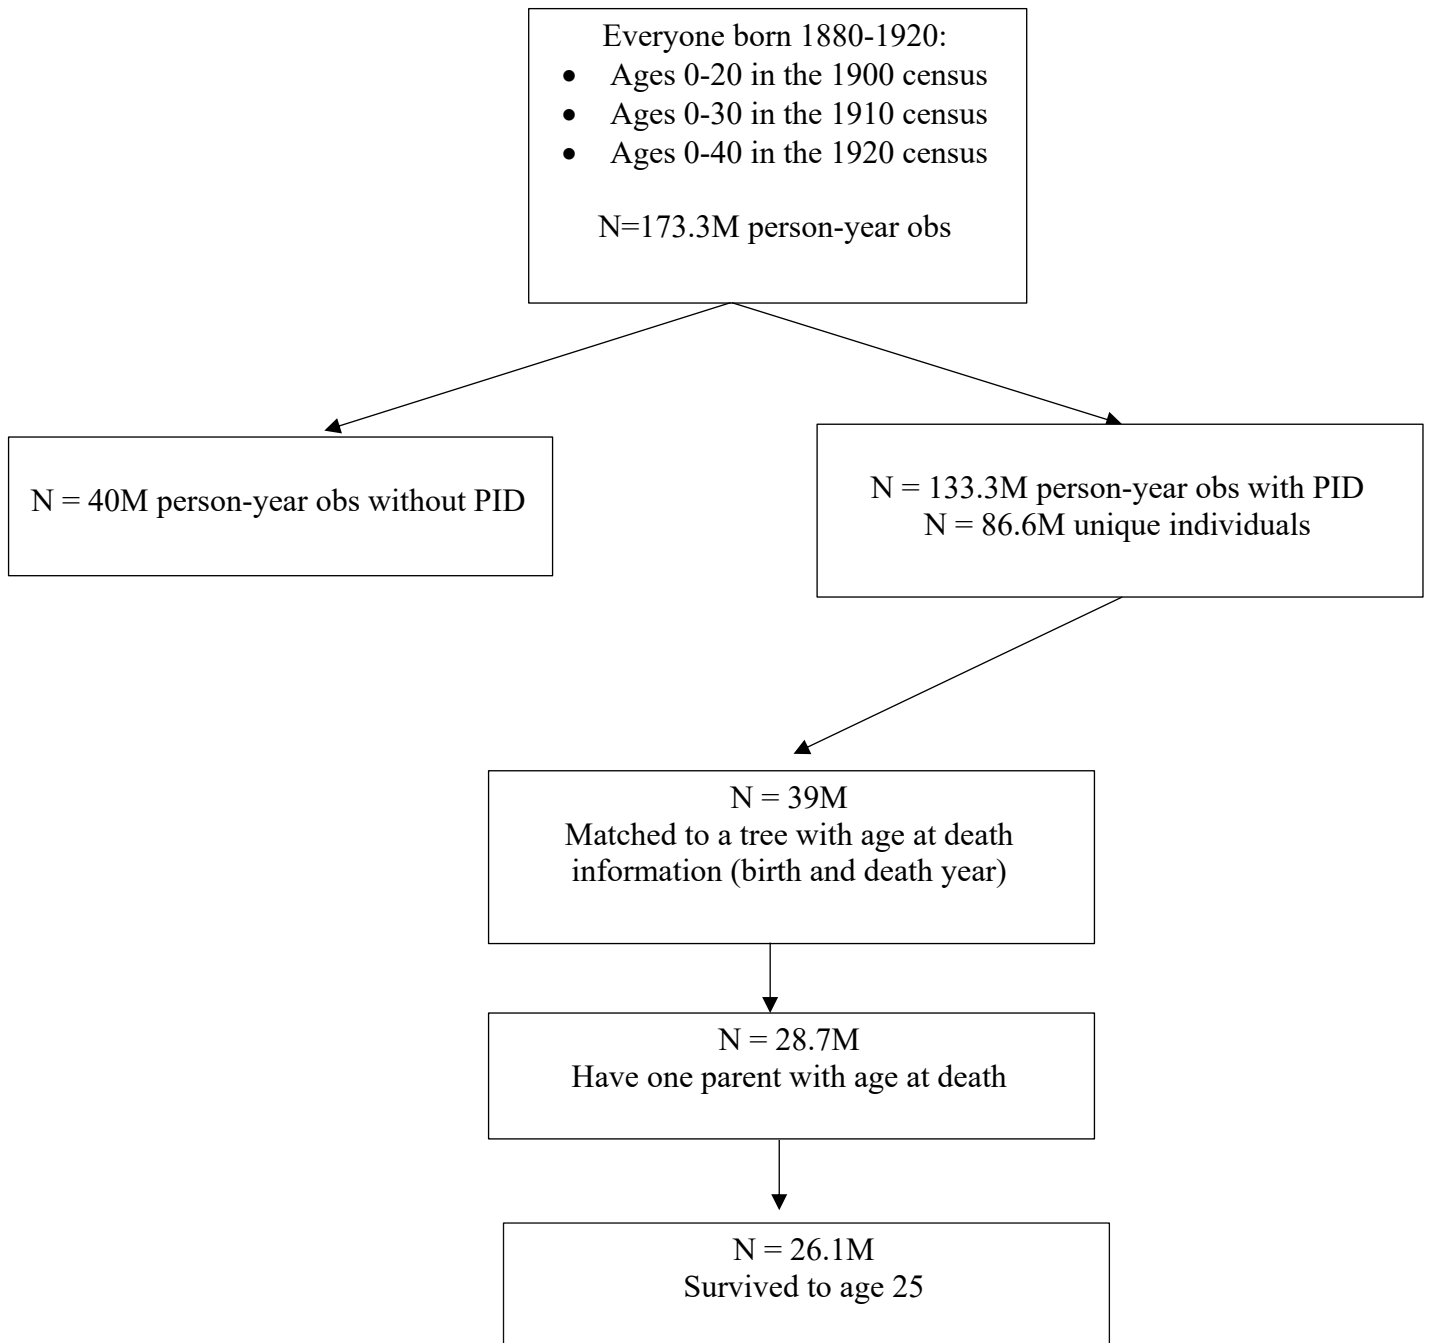 Everyone born 1880-1920:
• Ages 0-20 in the 1900 census
• Ages 0-30 in the 1910 census
• Ages 0-40 in the 1920 census
N=173.3M person-year obs
N = 40M person-year obs without PID
N = 133.3M person-year obs with PID
N = 86.6M unique individuals
N = 39M
Matched to a tree with age at death
information (birth and death year)
N = 28.7M
Have one parent with age at death
N = 26.1M
Survived to age 25